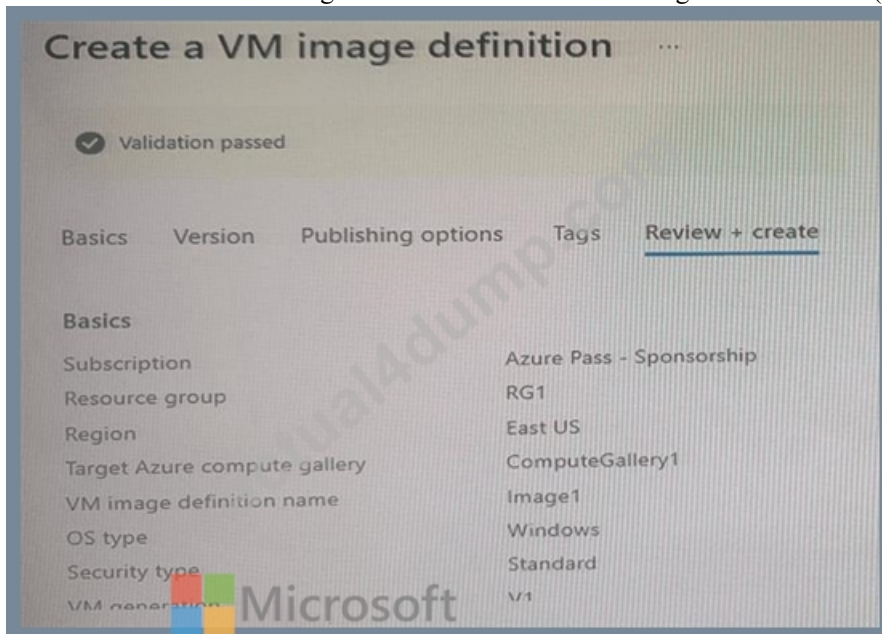 Create a VM image definition ...
Validation passed
Basics Version Publishing options Tags Review + create
Basics
Subscription Azure Pass - Sponsorship
Resource group RG1
Region East US
Target Azure compute gallery ComputeGallery1
VM image definition name Image1
OS type Windows
Security type Standard
VM generation V1
Microsoft